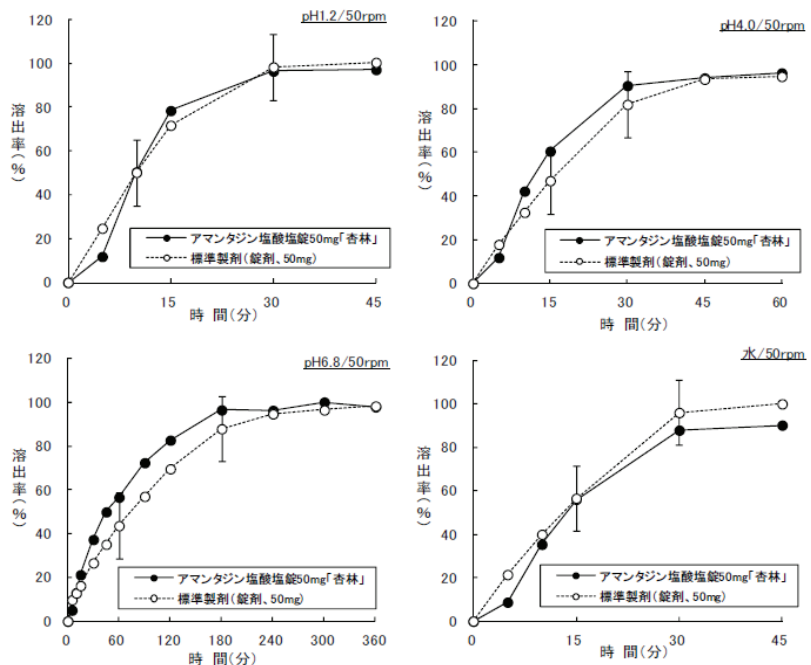 pH1.2/50rpm
120
100
80
60
40
20
0
溶出率(%)
アマンタジン塩酸塩錠50mg「杏林」
標準製剤(錠剤、50mg)
0 15 30 45
時間(分)
pH4.0/50rpm
120
100
80
60
40
20
0
溶出率(%)
アマンタジン塩酸塩錠50mg「杏林」
標準製剤(錠剤、50mg)
0 15 30 45 60
時間(分)
pH6.8/50rpm
120
100
80
60
40
20
0
溶出率(%)
アマンタジン塩酸塩錠50mg「杏林」
標準製剤(錠剤、50mg)
0 60 120 180 240 300 360
時間(分)
水/50rpm
120
100
80
60
40
20
0
溶出率(%)
アマンタジン塩酸塩錠50mg「杏林」
標準製剤(錠剤、50mg)
0 15 30 45
時間(分)